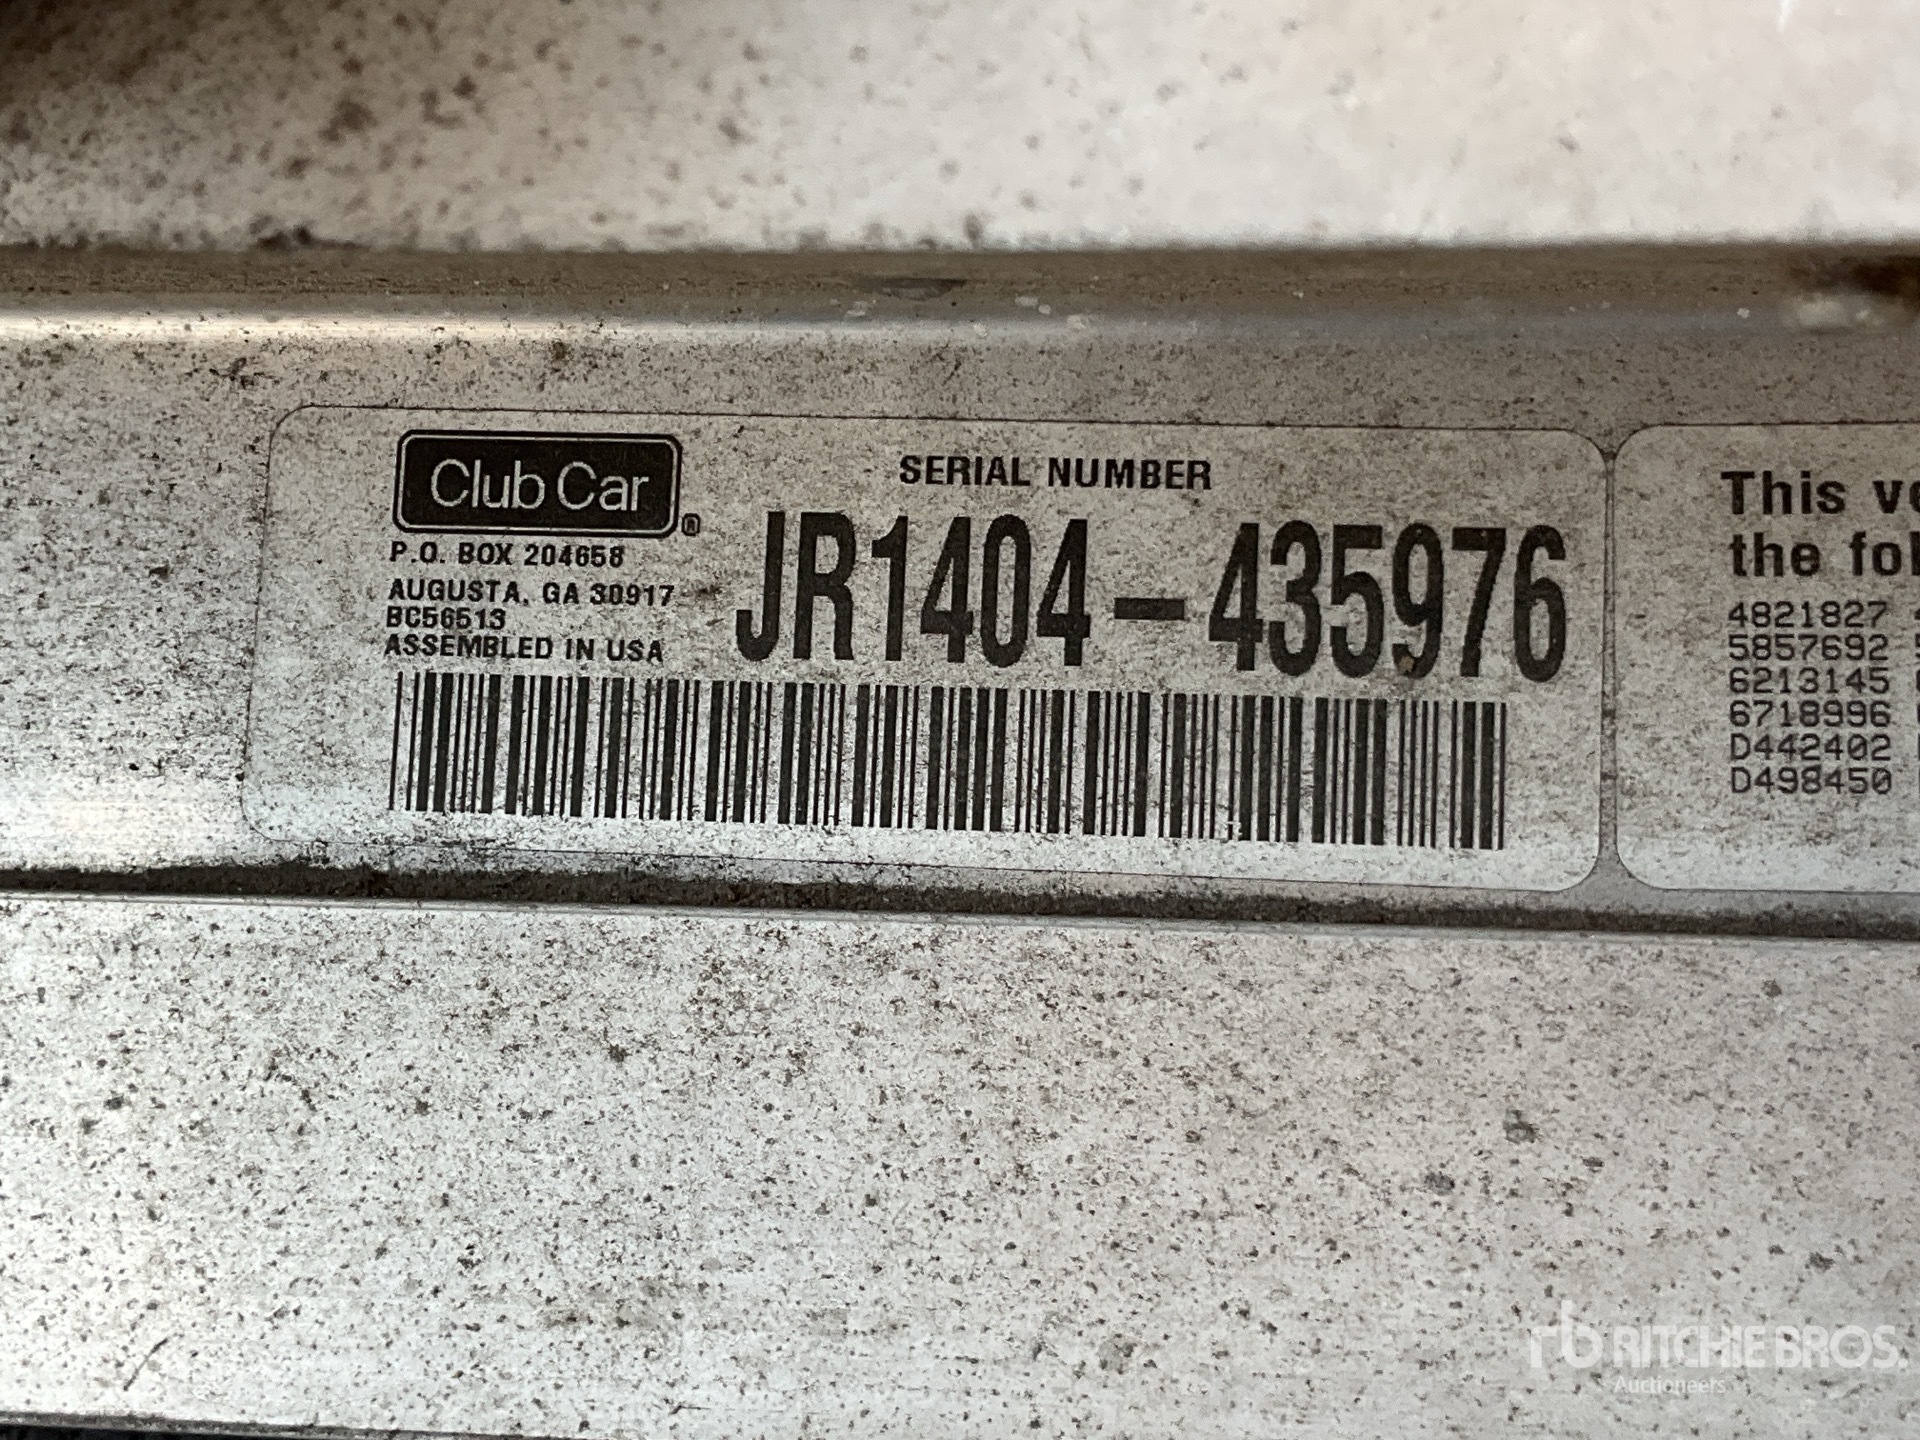 Club Car®
P.O. BOX 204658
AUGUSTA, GA 30917
BC56513
ASSEMBLED IN USA
SERIAL NUMBER
JR1404-435976
This
the
4821827
5857692
6213145
6718996
D442402
D498450
rb RITCHIE BROS.
Auctioneers